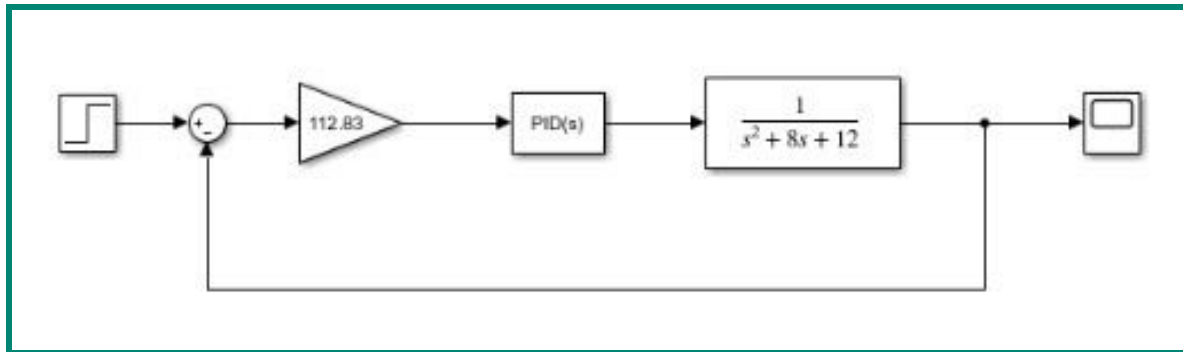 +
-
112.83
PID(s)
1
s² + 8s + 12